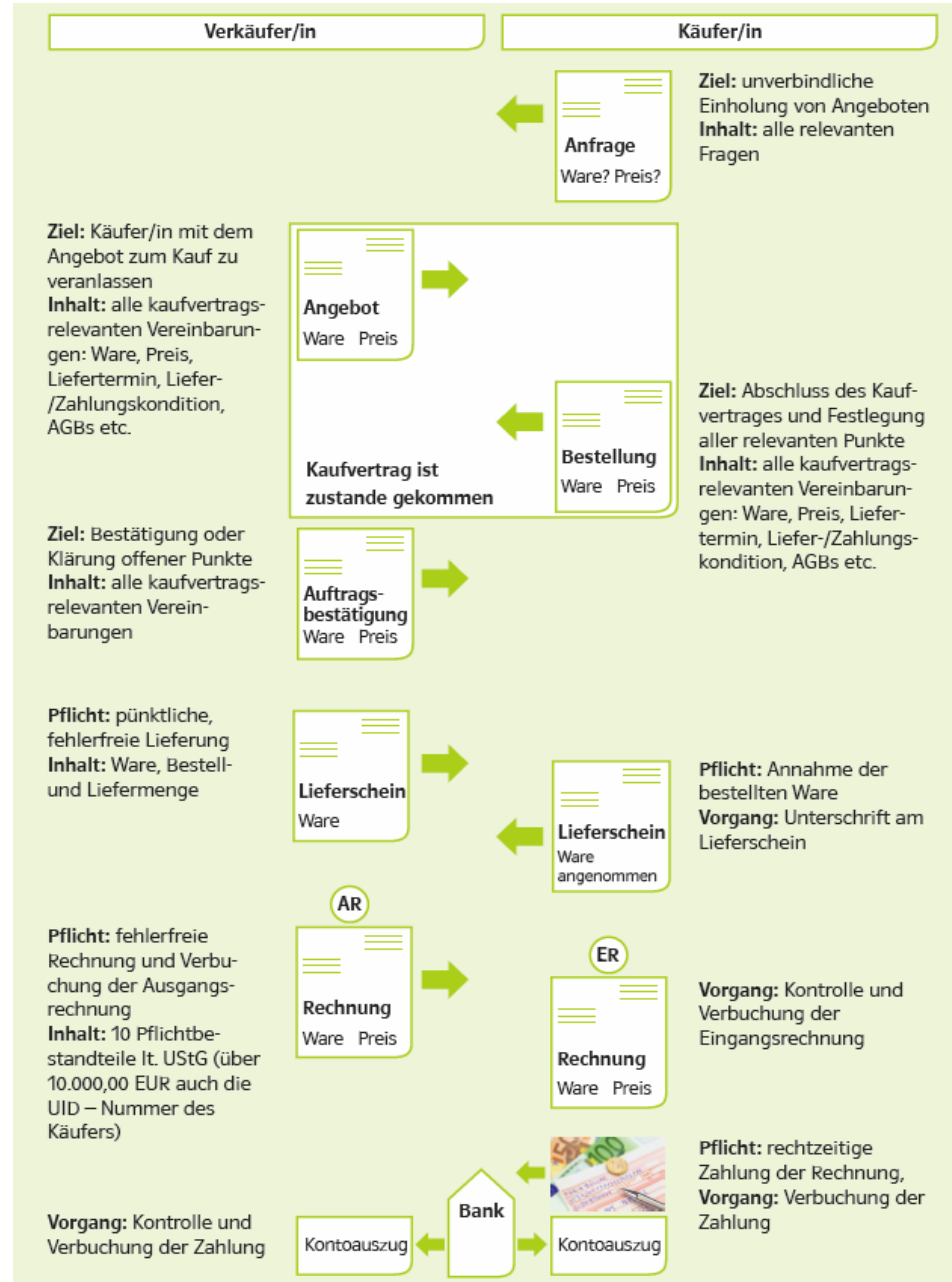 Verkäufer/in
Käufer/in
Anfrage
Ware? Preis?
Ziel: unverbindliche
Einholung von Angeboten
Inhalt: alle relevanten
Fragen
Ziel: Käufer/in mit dem
Angebot zum Kauf zu
veranlassen
Inhalt: alle kaufvertrags-
relevanten Vereinbarun-
gen: Ware, Preis,
Liefertermin, Liefer-
/Zahlungskondition,
AGBs etc.
Angebot
Ware Preis
Kaufvertrag ist
zustande gekommen
Bestellung
Ware Preis
Ziel: Abschluss des Kauf-
vertrages und Festlegung
aller relevanten Punkte
Inhalt: alle kaufvertrags-
relevanten Vereinbarun-
gen: Ware, Preis, Liefer-
termin, Liefer-/Zahlungs-
kondition, AGBs etc.
Ziel: Bestätigung oder
Klärung offener Punkte
Inhalt: alle kaufvertrags-
relevanten Verein-
barungen
Auftrags-
bestätigung
Ware Preis
Pflicht: pünktliche,
fehlerfreie Lieferung
Inhalt: Ware, Bestell-
und Liefermenge
Lieferschein
Ware
Lieferschein
Ware
angenommen
Pflicht: Annahme der
bestellten Ware
Vorgang: Unterschrift am
Lieferschein
Pflicht: fehlerfreie
Rechnung und Verbu-
chung der Ausgangs-
rechnung
Inhalt: 10 Pflichtbe-
standteile lt. UStG (über
10.000,00 EUR auch die
UID – Nummer des
Käufers)
AR
Rechnung
Ware Preis
ER
Rechnung
Ware Preis
Vorgang: Kontrolle und
Verbuchung der
Eingangsrechnung
Pflicht: rechtzeitige
Zahlung der Rechnung,
Vorgang: Verbuchung der
Zahlung
Vorgang: Kontrolle und
Verbuchung der Zahlung
Kontoauszug
Bank
Kontoauszug